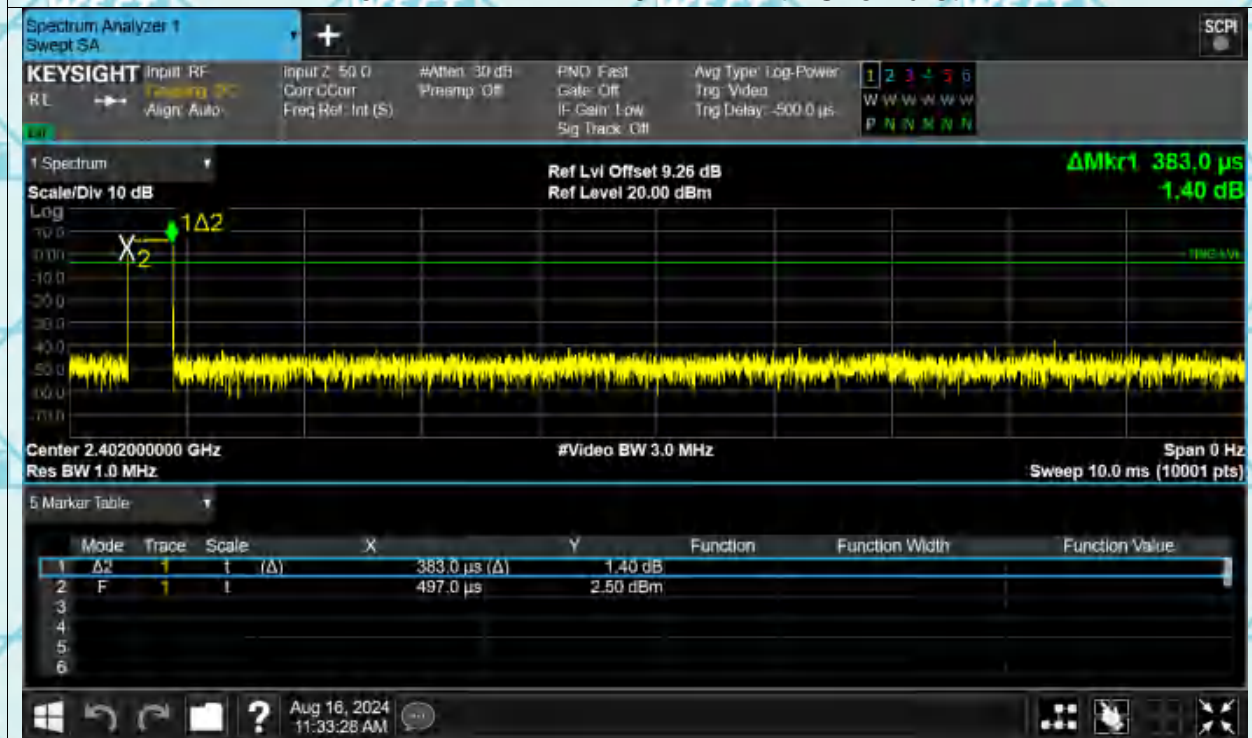 Spectrum Analyzer 1
Swept SA
+
SCPI
KEYSIGHT Input: RF
Coupling: DC
Align: Auto
RL
Input Z: 50 Ω
Corr CCorr
Freq Ref: Int (S)
#Atten: 30 dB
Preamp: Off
PNO: Fast
Gate: Off
IF Gain: Low
Sig Track: Off
Avg Type: Log-Power
Trig: Video
Trig Delay: -500.0 µs
1 2 3 4 5 6
W W W W W W
P N N N N N
1 Spectrum
Scale/Div 10 dB
Ref Lvl Offset 9.26 dB
Ref Level 20.00 dBm
ΔMkr1 383.0 µs
1.40 dB
Log
10.0
0.00
-10.0
-20.0
-30.0
-40.0
-50.0
-60.0
-70.0
1Δ2
X2
TRIG LVL
Center 2.402000000 GHz
Res BW 1.0 MHz
#Video BW 3.0 MHz
Span 0 Hz
Sweep 10.0 ms (10001 pts)
5 Marker Table
Mode Trace Scale X Y Function Function Width Function Value
1 Δ2 1 t (Δ) 383.0 µs (Δ) 1.40 dB
2 F 1 t 497.0 µs 2.50 dBm
3
4
5
6
?
Aug 16, 2024
11:33:28 AM